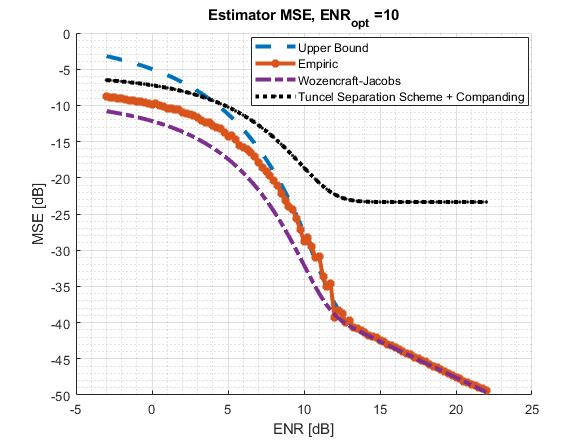 Estimator MSE, ENR_opt =10
Upper Bound
Empiric
Wozencraft-Jacobs
Tuncel Separation Scheme + Companding
MSE [dB]
0
-5
-10
-15
-20
-25
-30
-35
-40
-45
-50
-5
0
5
10
15
20
25
ENR [dB]